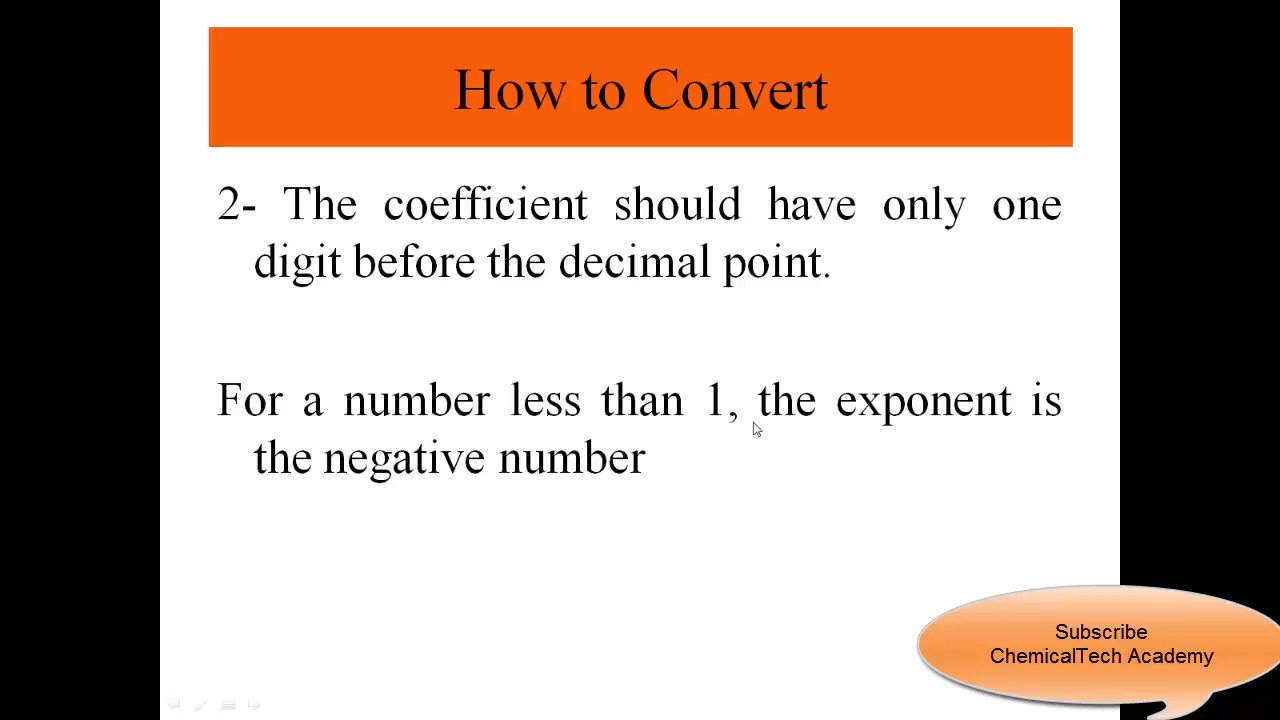 How to Convert
2- The coefficient should have only one
digit before the decimal point.
For a number less than 1, the exponent is
the negative number
Subscribe
ChemicalTech Academy